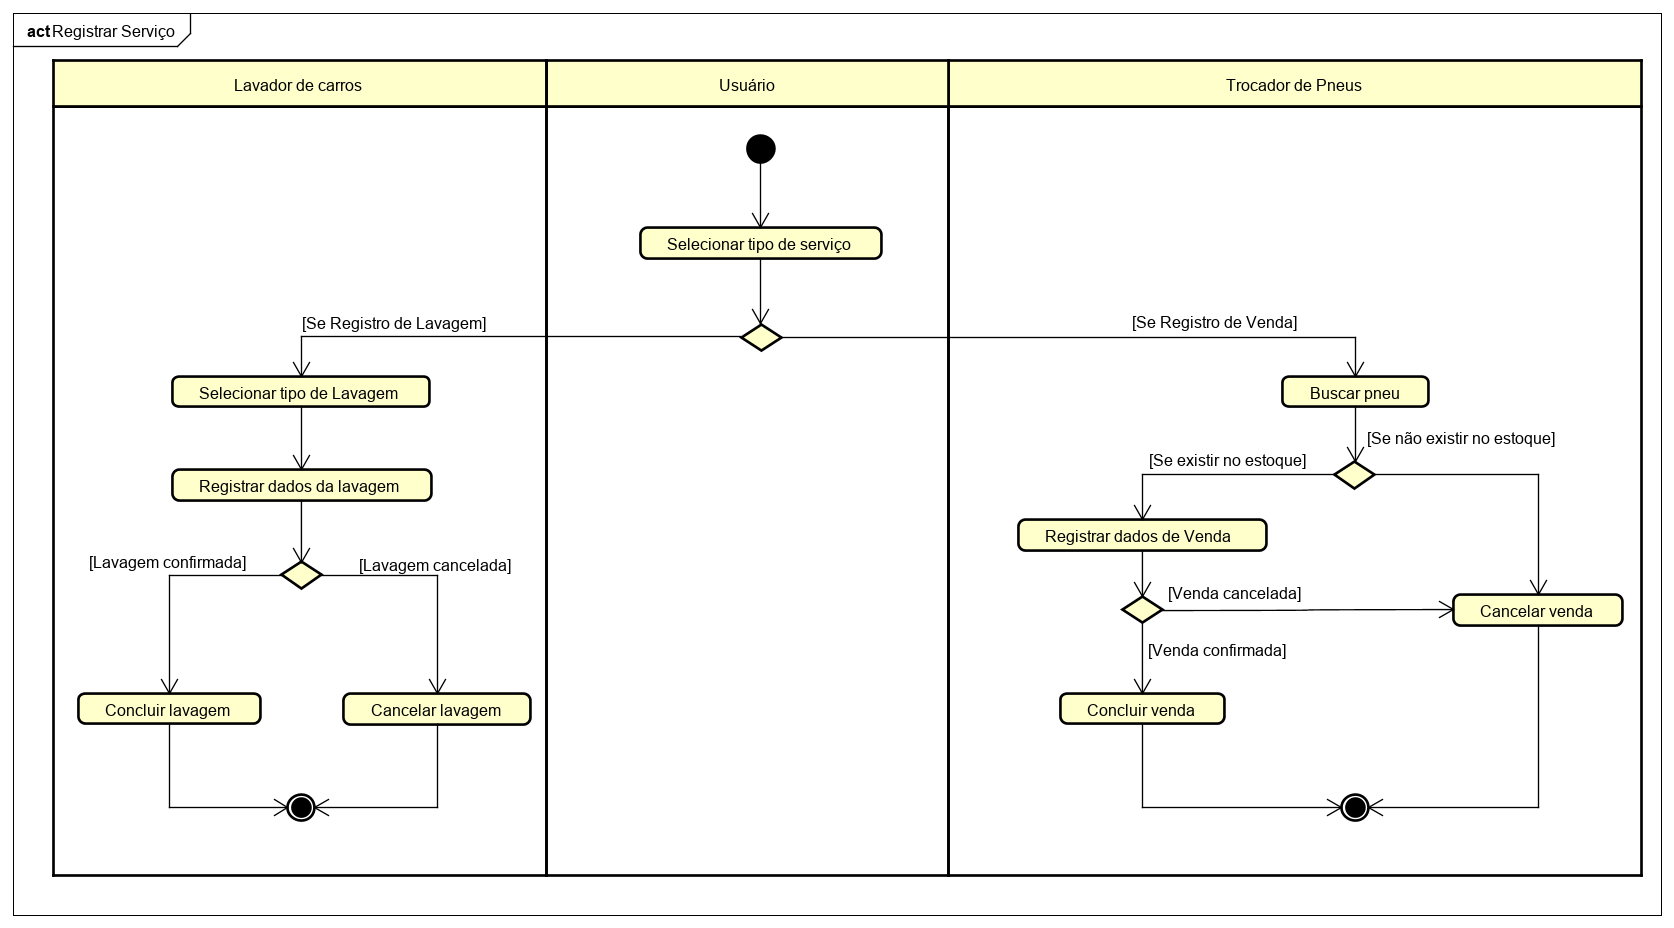 act Registrar Serviço
Lavador de carros
Usuário
Trocador de Pneus
Selecionar tipo de serviço
[Se Registro de Lavagem]
[Se Registro de Venda]
Selecionar tipo de Lavagem
Buscar pneu
[Se não existir no estoque]
[Se existir no estoque]
Registrar dados da lavagem
Registrar dados de Venda
[Lavagem confirmada]
[Lavagem cancelada]
[Venda cancelada]
Cancelar venda
[Venda confirmada]
Concluir lavagem
Cancelar lavagem
Concluir venda